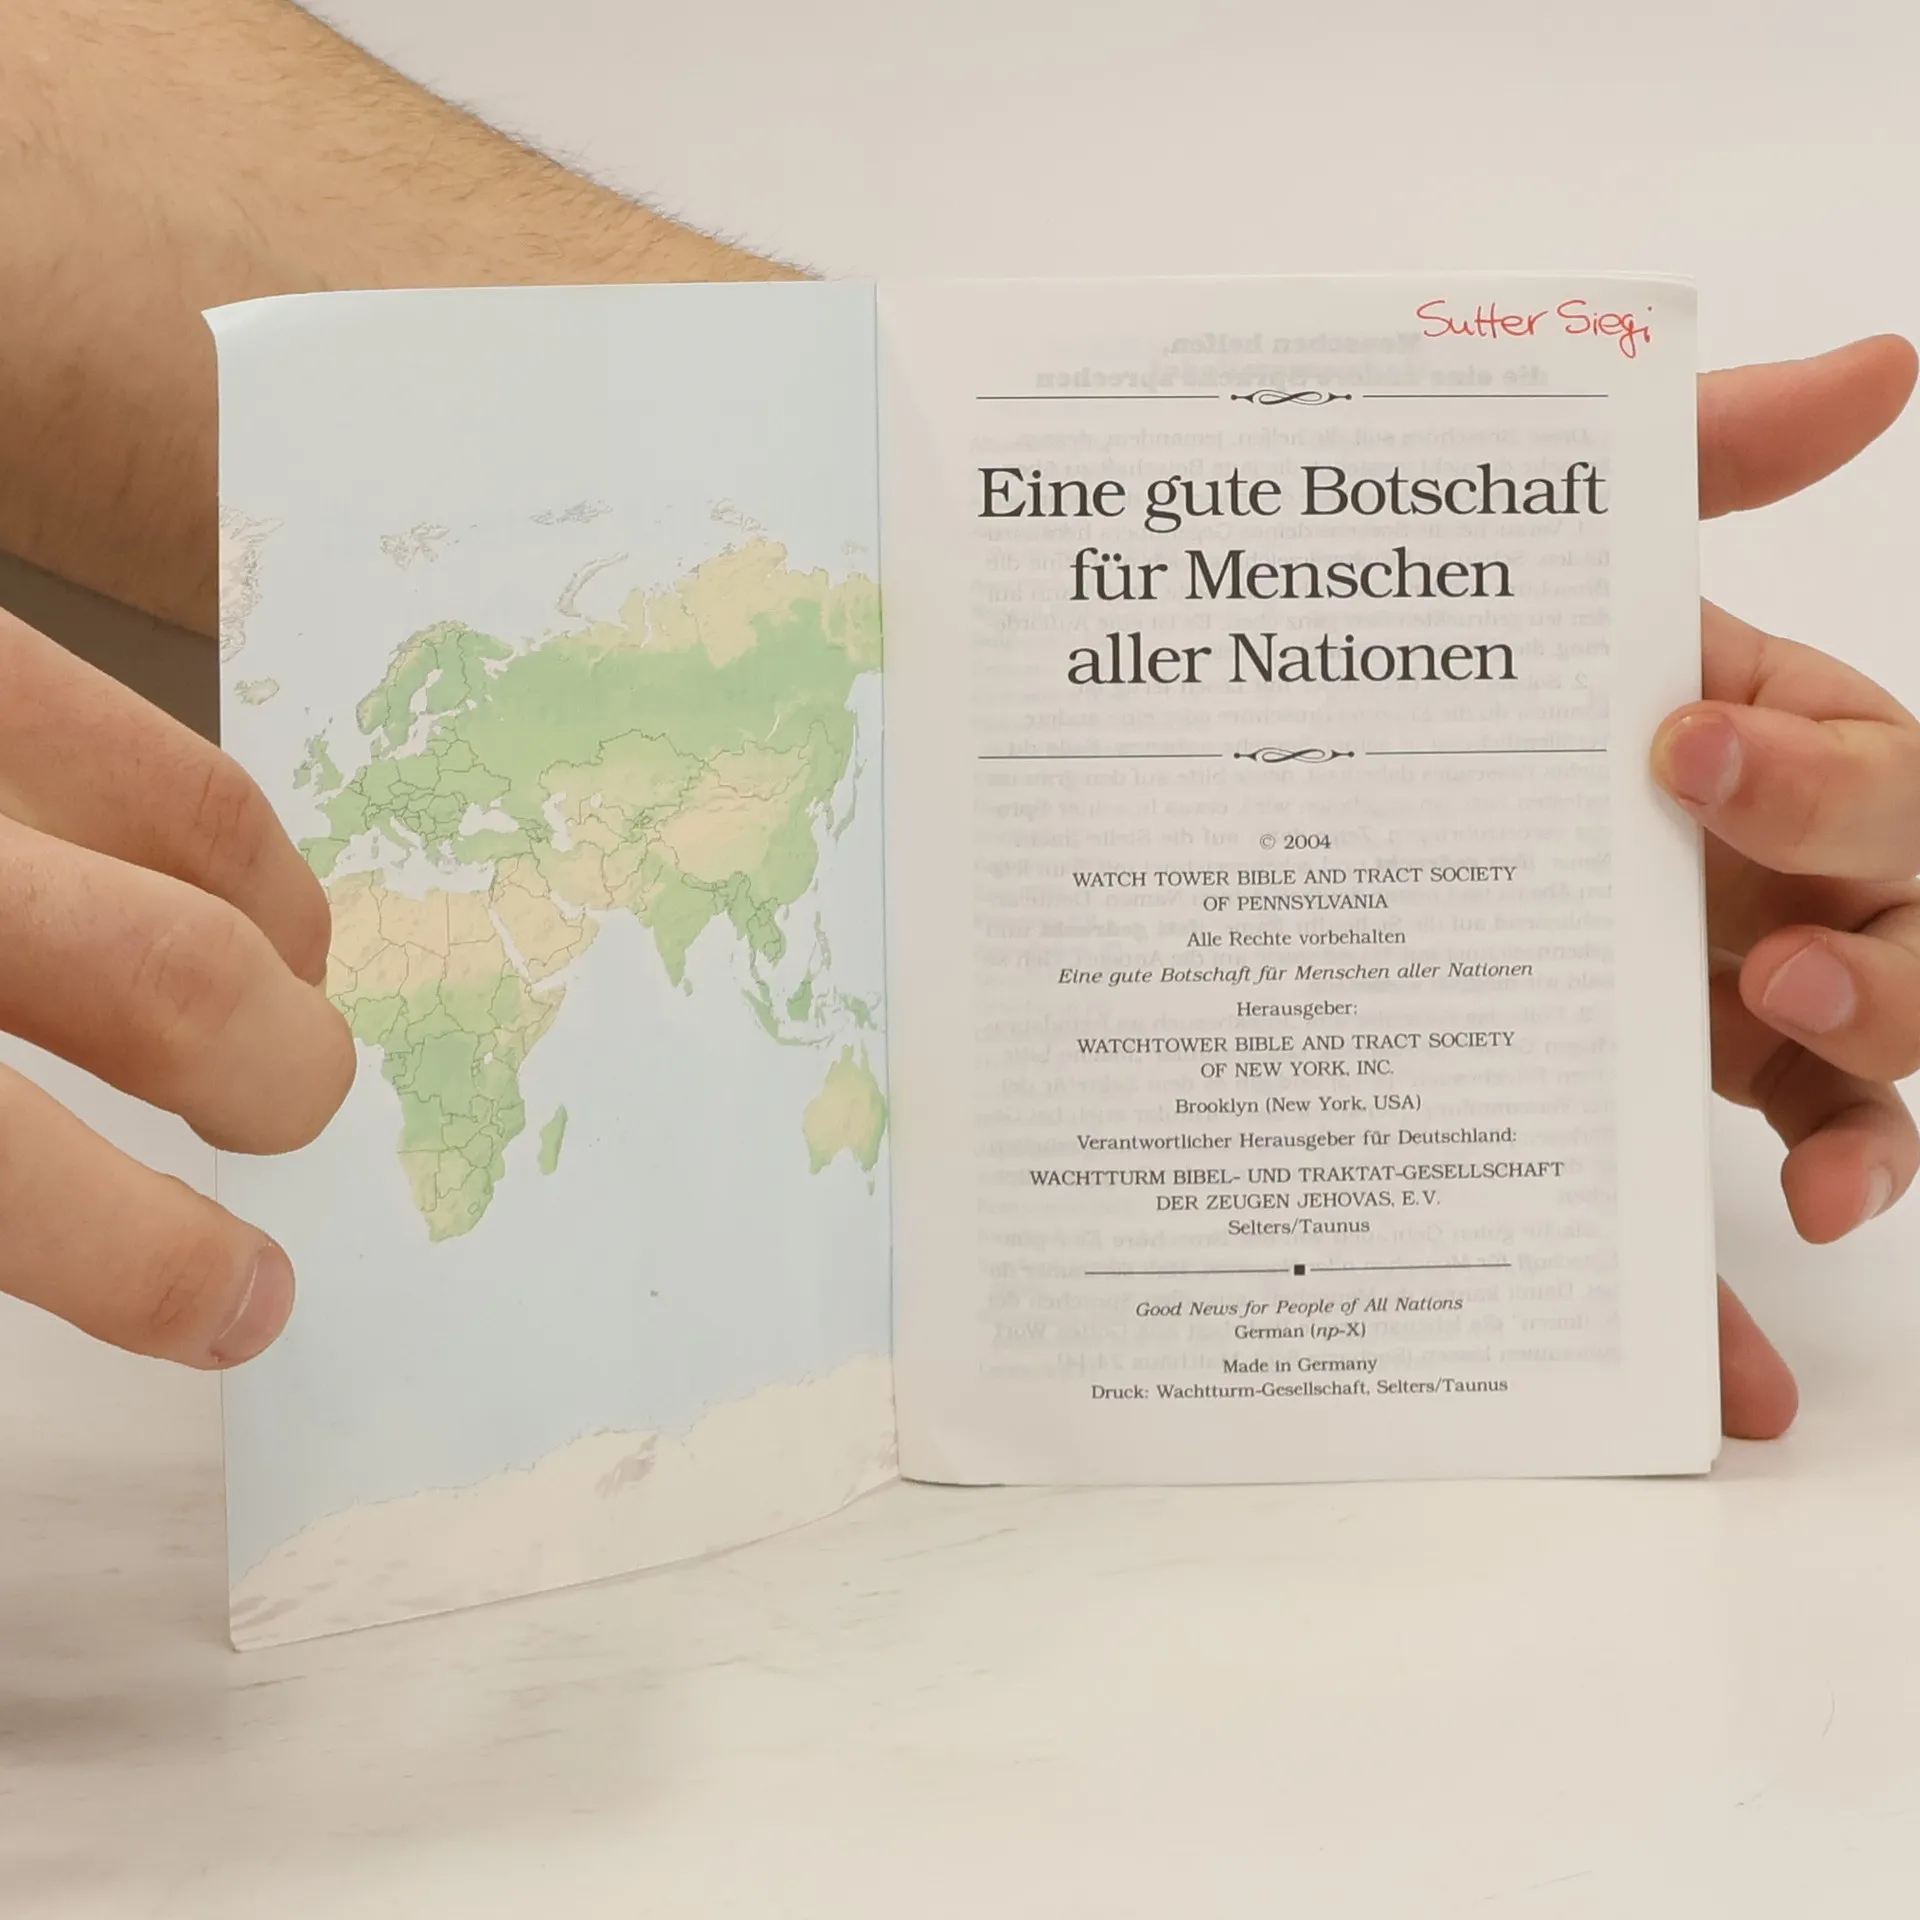 Sutter Siegi
Eine gute Botschaft
für Menschen
aller Nationen
© 2004
WATCH TOWER BIBLE AND TRACT SOCIETY
OF PENNSYLVANIA
Alle Rechte vorbehalten
Eine gute Botschaft für Menschen aller Nationen
Herausgeber:
WATCHTOWER BIBLE AND TRACT SOCIETY
OF NEW YORK, INC.
Brooklyn (New York, USA)
Verantwortlicher Herausgeber für Deutschland:
WACHTTURM BIBEL- UND TRAKTAT-GESELLSCHAFT
DER ZEUGEN JEHOVAS, E. V.
Selters/Taunus
Good News for People of All Nations
German (np-X)
Made in Germany
Druck: Wachtturm-Gesellschaft, Selters/Taunus